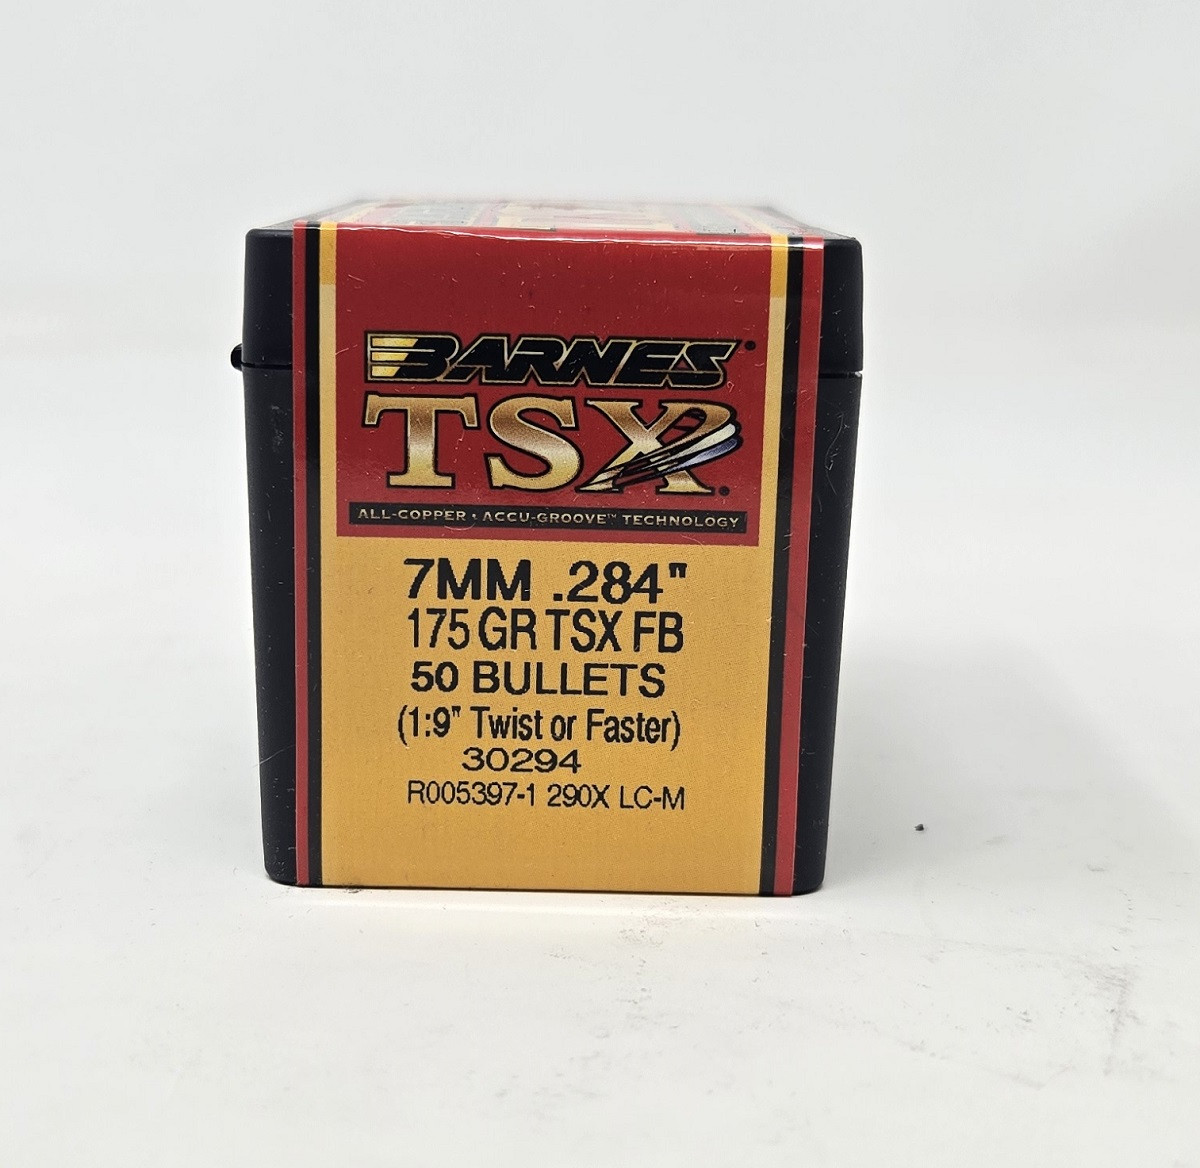 BARNES®
TSX®
ALL-COPPER • ACCU-GROOVE™ TECHNOLOGY
7MM .284"
175 GR TSX FB
50 BULLETS
(1:9" Twist or Faster)
30294
R005397-1 290X LC-M